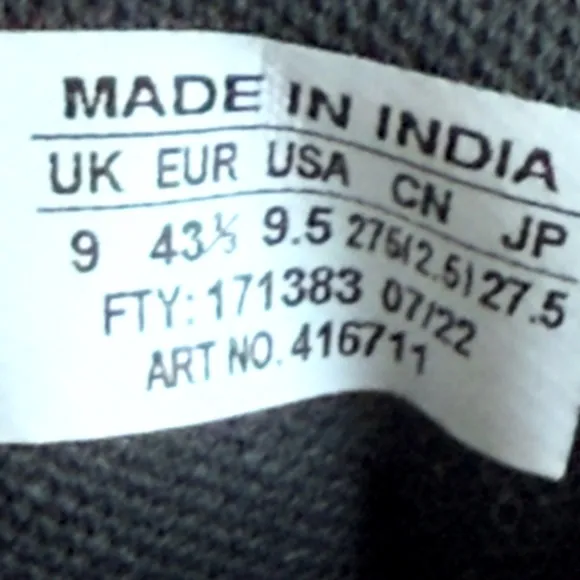 MADE IN INDIA
UK EUR USA CN JP
9 43⅓ 9.5 275(2.5) 27.5
FTY: 171383 07/22
ART NO. 416711